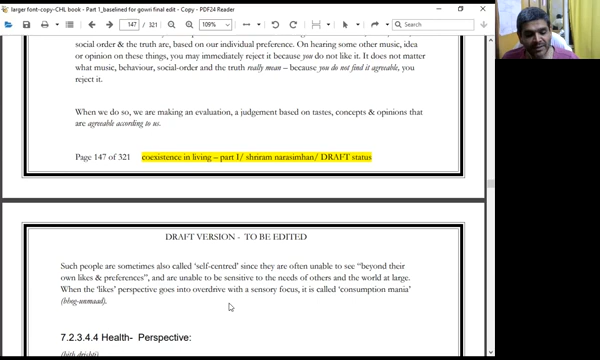 larger font-copy-CHL book - Part 1_baselined for gowri final edit - Copy - PDF24 Reader
147 / 321
109%
social order & the truth are, based on our individual preference. On hearing some other music, idea
or opinion on these things, you may immediately reject it because you do not like it. It does not matter
what music, behaviour, social-order and the truth really mean – because you do not find it agreeable, you
reject it.
When we do so, we are making an evaluation, a judgement based on tastes, concepts & opinions that
are agreeable according to us.
Page 147 of 321 coexistence in living – part I/ shriram narasimhan/ DRAFT status
DRAFT VERSION - TO BE EDITED
Such people are sometimes also called 'self-centred' since they are often unable to see "beyond their
own likes & preferences", and are unable to be sensitive to the needs of others and the world at large.
When the 'likes' perspective goes into overdrive with a sensory focus, it is called 'consumption mania'
(bhog-unmaad).
7.2.3.4.4 Health- Perspective: